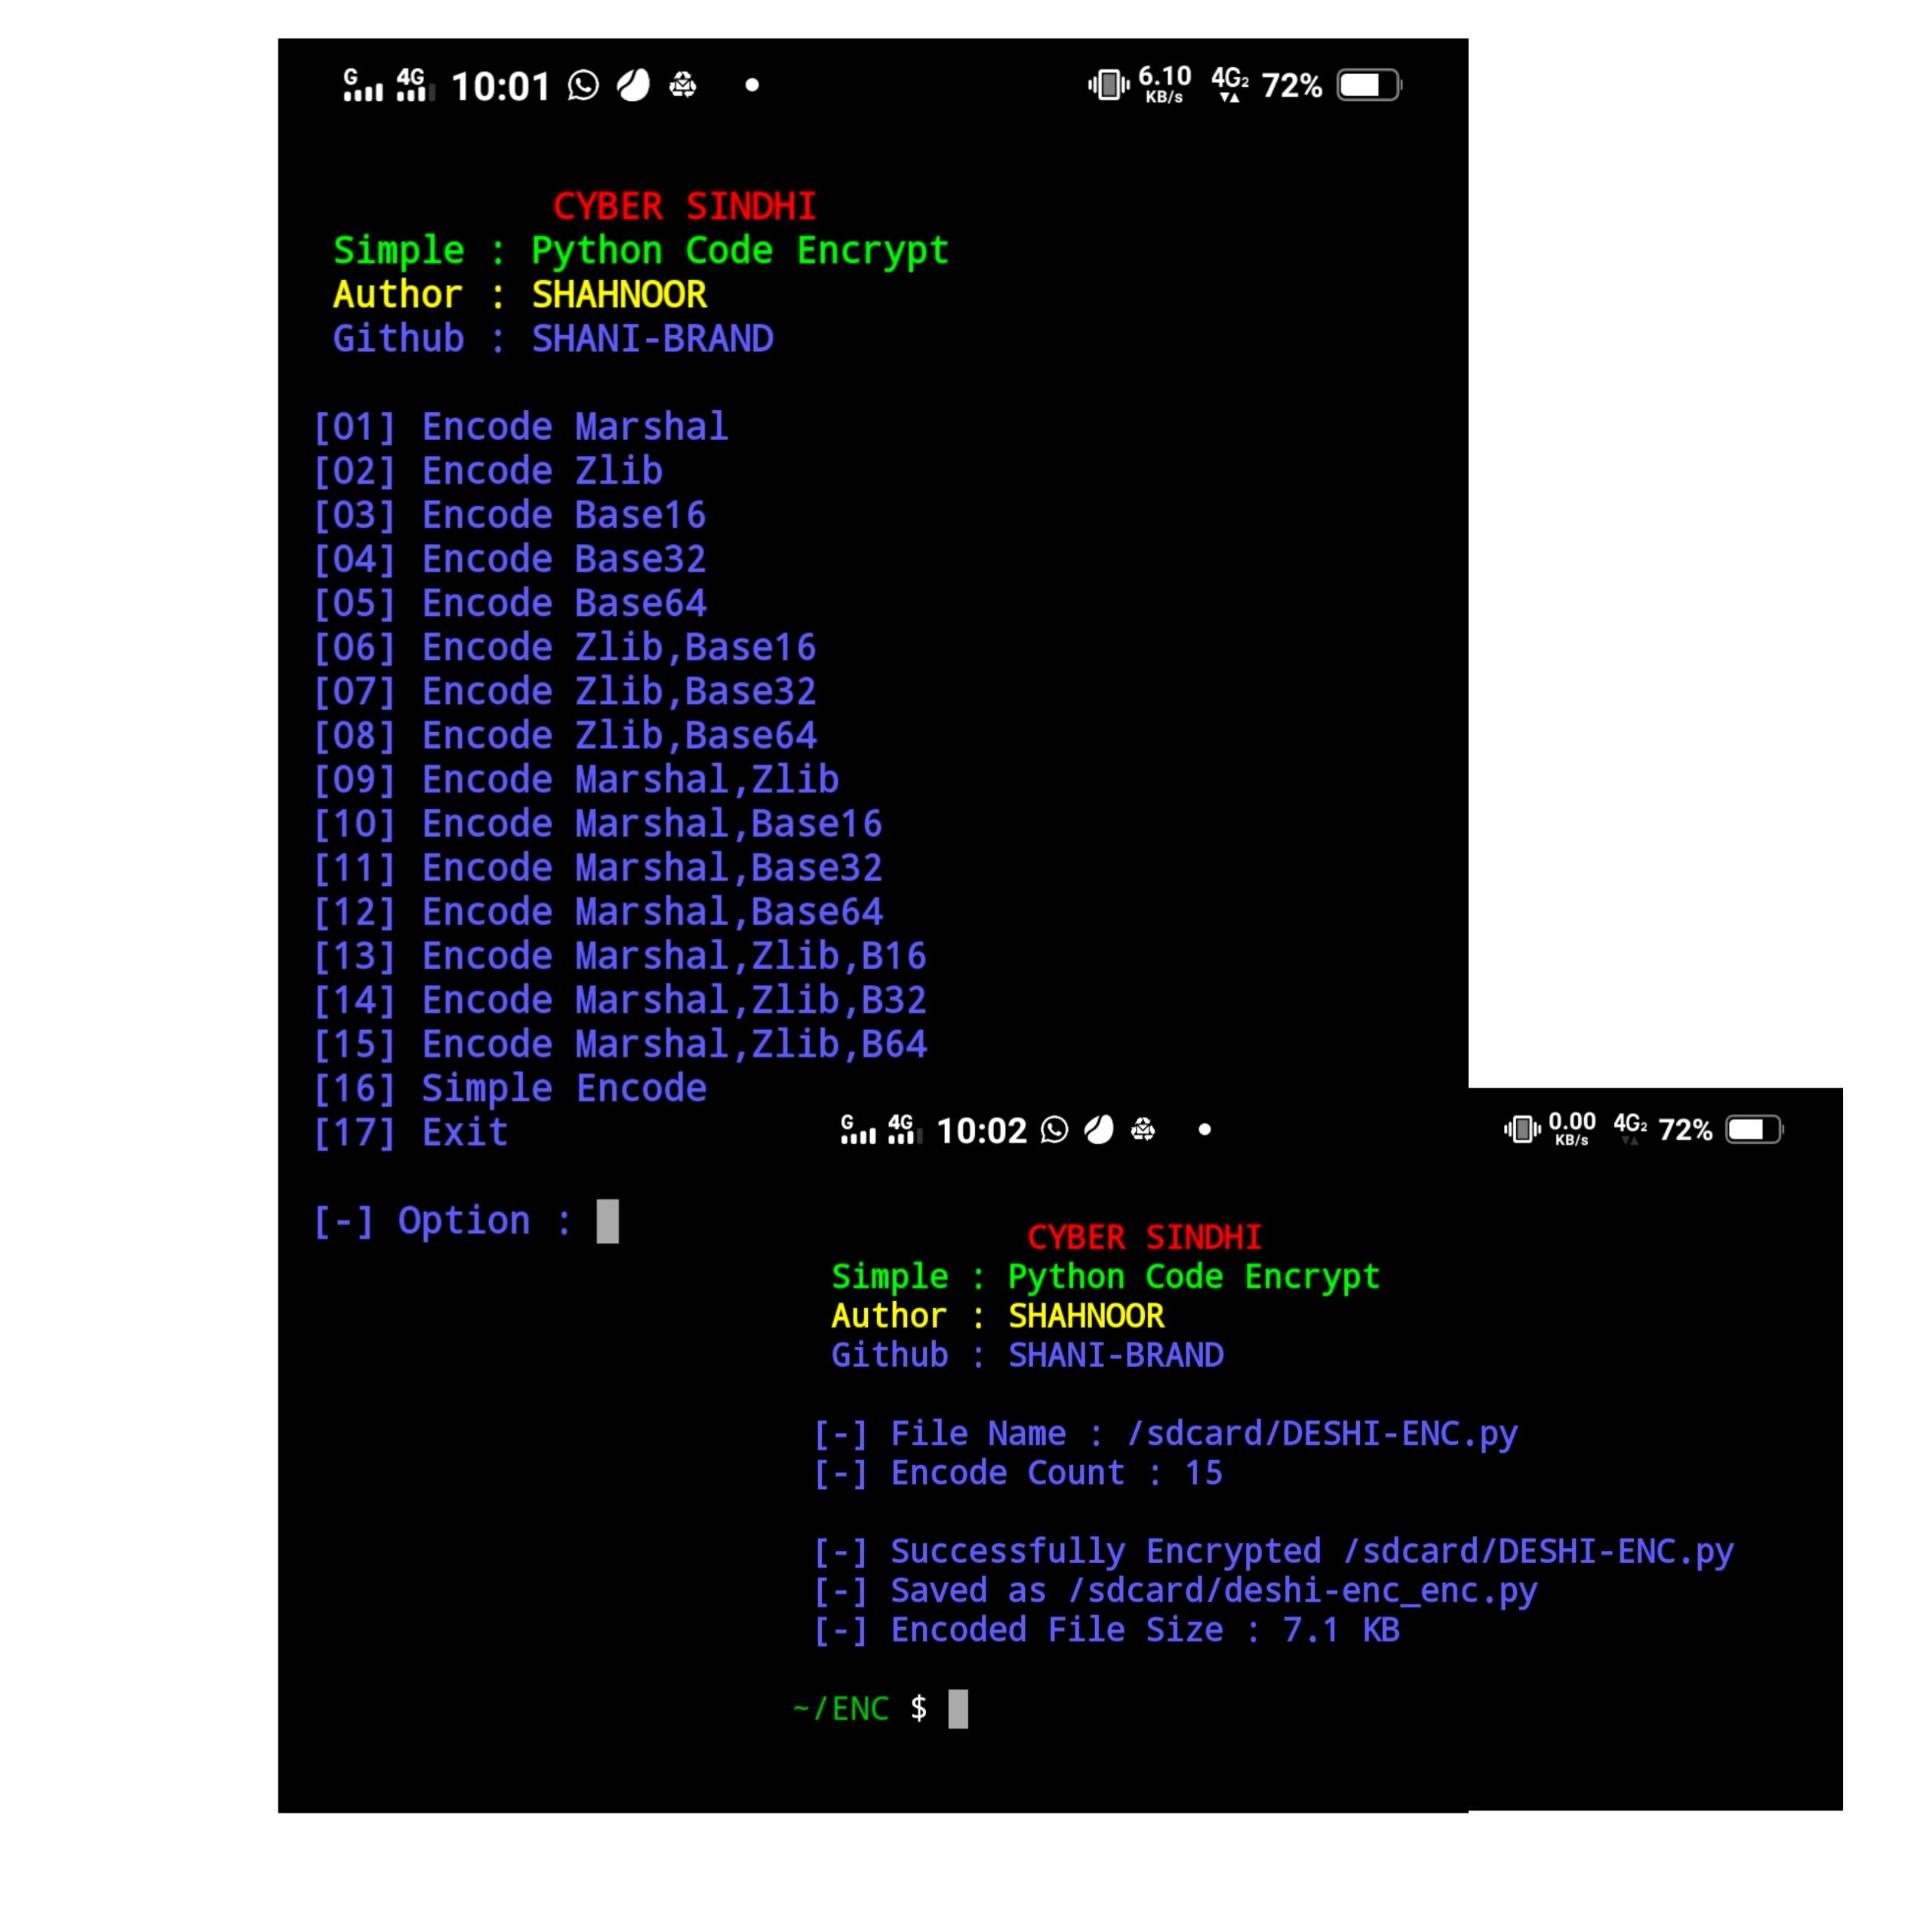 G 4G 10:01 6.10 KB/s 4G2 72%
CYBER SINDHI
Simple : Python Code Encrypt
Author : SHAHNOOR
Github : SHANI-BRAND
[01] Encode Marshal
[02] Encode Zlib
[03] Encode Base16
[04] Encode Base32
[05] Encode Base64
[06] Encode Zlib,Base16
[07] Encode Zlib,Base32
[08] Encode Zlib,Base64
[09] Encode Marshal,Zlib
[10] Encode Marshal,Base16
[11] Encode Marshal,Base32
[12] Encode Marshal,Base64
[13] Encode Marshal,Zlib,B16
[14] Encode Marshal,Zlib,B32
[15] Encode Marshal,Zlib,B64
[16] Simple Encode
[17] Exit
[-] Option :
G 4G 10:02 0.00 KB/s 4G2 72%
CYBER SINDHI
Simple : Python Code Encrypt
Author : SHAHNOOR
Github : SHANI-BRAND
[-] File Name : /sdcard/DESHI-ENC.py
[-] Encode Count : 15
[-] Successfully Encrypted /sdcard/DESHI-ENC.py
[-] Saved as /sdcard/deshi-enc_enc.py
[-] Encoded File Size : 7.1 KB
~/ENC $